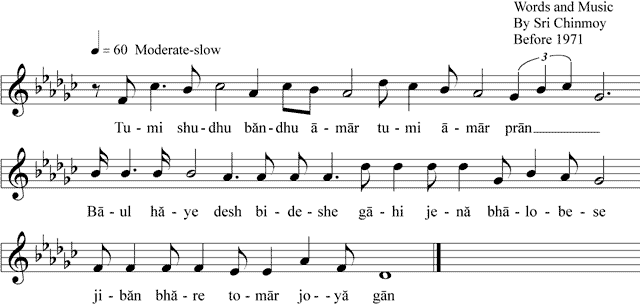 Words and Music
By Sri Chinmoy
Before 1971
= 60 Moderate-slow
3
Tu - mi shu - dhu băn - dhu ā - mār tu - mi ā - mār prān
Bā - ul hă - ye desh bi - de - she gā - hi je - nă bhā - lo - be - se
ji - băn bhă - re to - mār jo - - yă gān